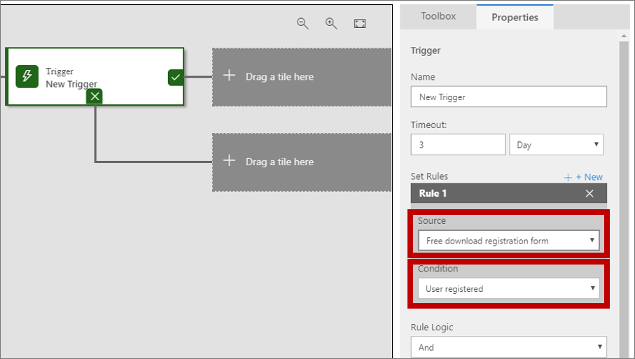 Toolbox
Properties
Trigger
New Trigger
Drag a tile here
Drag a tile here
Trigger
Name
New Trigger
Timeout:
3
Day
Set Rules
+ New
Rule 1
Source
Free download registration form
Condition
User registered
Rule Logic
And